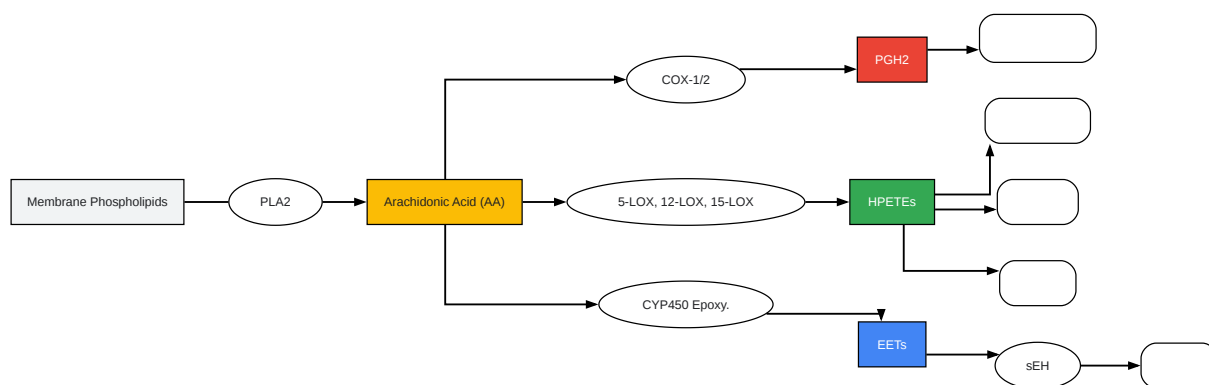 PGH2
COX-1/2
Membrane Phospholipids
PLA2
Arachidonic Acid (AA)
5-LOX, 12-LOX, 15-LOX
HPETEs
CYP450 Epoxy.
EETs
sEH